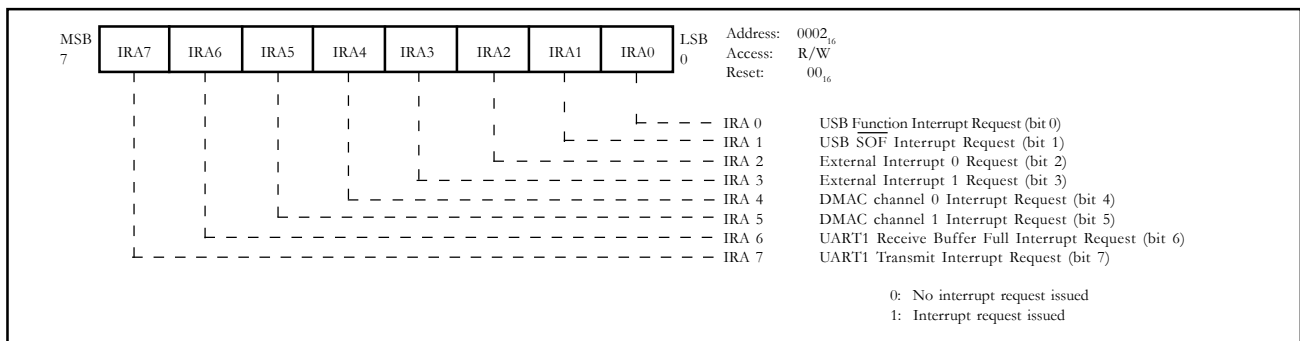 MSB
7
IRA7 IRA6 IRA5 IRA4 IRA3 IRA2 IRA1 IRA0
LSB
0
Address: 0002₁₆
Access: R/W
Reset: 00₁₆
IRA 0 USB Function Interrupt Request (bit 0)
IRA 1 USB S̅O̅F̅ Interrupt Request (bit 1)
IRA 2 External Interrupt 0 Request (bit 2)
IRA 3 External Interrupt 1 Request (bit 3)
IRA 4 DMAC channel 0 Interrupt Request (bit 4)
IRA 5 DMAC channel 1 Interrupt Request (bit 5)
IRA 6 UART1 Receive Buffer Full Interrupt Request (bit 6)
IRA 7 UART1 Transmit Interrupt Request (bit 7)
0: No interrupt request issued
1: Interrupt request issued